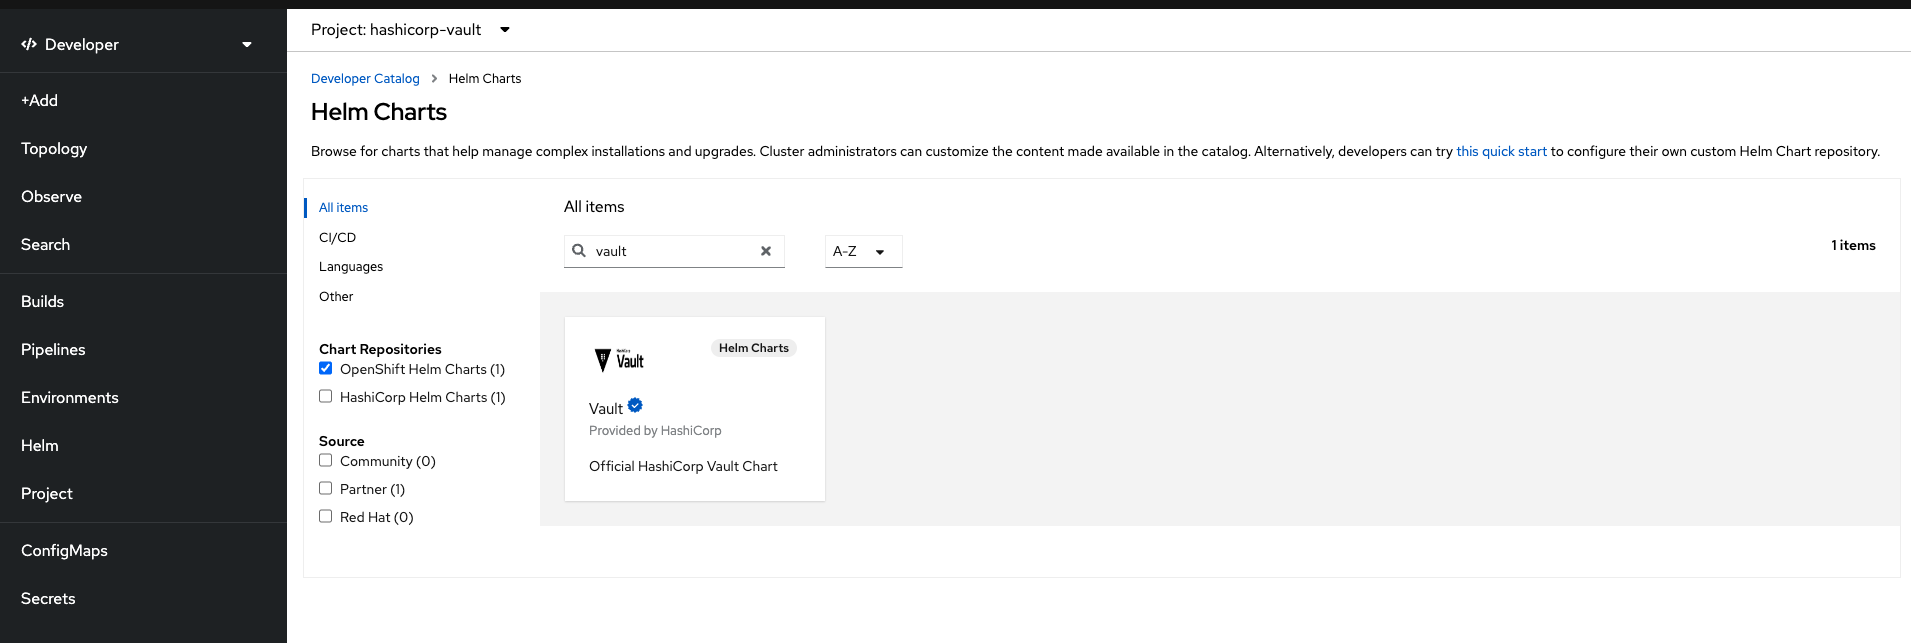 Developer
+Add
Topology
Observe
Search
Builds
Pipelines
Environments
Helm
Project
ConfigMaps
Secrets
Project: hashicorp-vault
Developer Catalog > Helm Charts
Helm Charts
Browse for charts that help manage complex installations and upgrades. Cluster administrators can customize the content made available in the catalog. Alternatively, developers can try this quick start to configure their own custom Helm Chart repository.
All items
CI/CD
Languages
Other
Chart Repositories
OpenShift Helm Charts (1)
HashiCorp Helm Charts (1)
Source
Community (0)
Partner (1)
Red Hat (0)
All items
vault
A-Z
1 items
Vault
Helm Charts
Vault
Provided by HashiCorp
Official HashiCorp Vault Chart